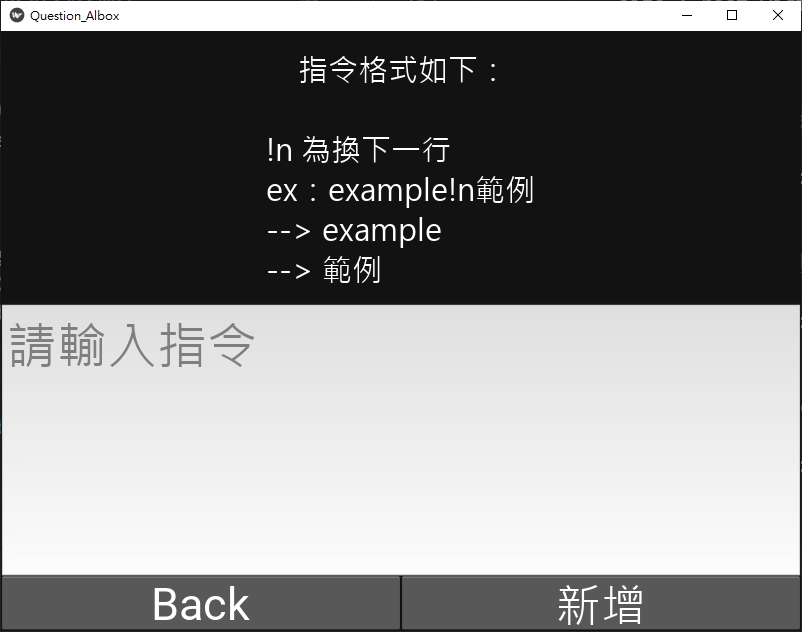 Question_AIbox
指令格式如下：
!n 為換下一行
ex：example!n範例
--> example
--> 範例
請輸入指令
Back
新增